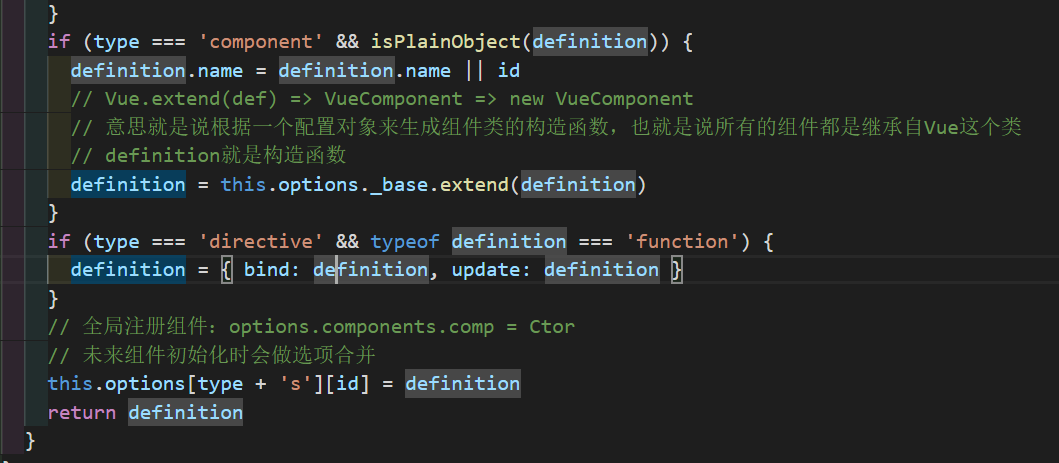 }
if (type === 'component' && isPlainObject(definition)) {
definition.name = definition.name || id
// Vue.extend(def) => VueComponent => new VueComponent
// 意思就是说根据一个配置对象来生成组件类的构造函数，也就是说所有的组件都是继承自Vue这个类
// definition就是构造函数
definition = this.options._base.extend(definition)
}
if (type === 'directive' && typeof definition === 'function') {
definition = { bind: definition, update: definition }
}
// 全局注册组件：options.components.comp = Ctor
// 未来组件初始化时会做选项合并
this.options[type + 's'][id] = definition
return definition
}